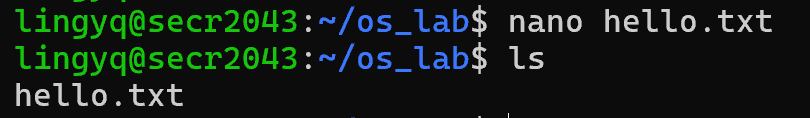 lingyq@secr2043:~/os_lab$ nano hello.txt
lingyq@secr2043:~/os_lab$ ls
hello.txt